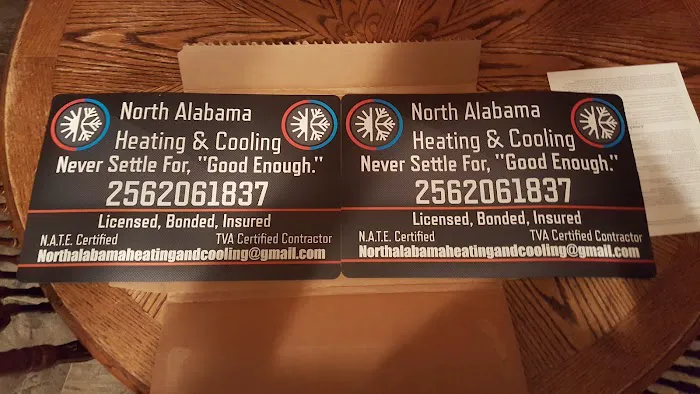 North Alabama
Heating & Cooling
Never Settle For, "Good Enough."
2562061837
Licensed, Bonded, Insured
N.A.T.E. Certified TVA Certified Contractor
Northalabamaheatingandcooling@gmail.com
North Alabama
Heating & Cooling
Never Settle For, "Good Enough."
2562061837
Licensed, Bonded, Insured
N.A.T.E. Certified TVA Certified Contractor
Northalabamaheatingandcooling@gmail.com